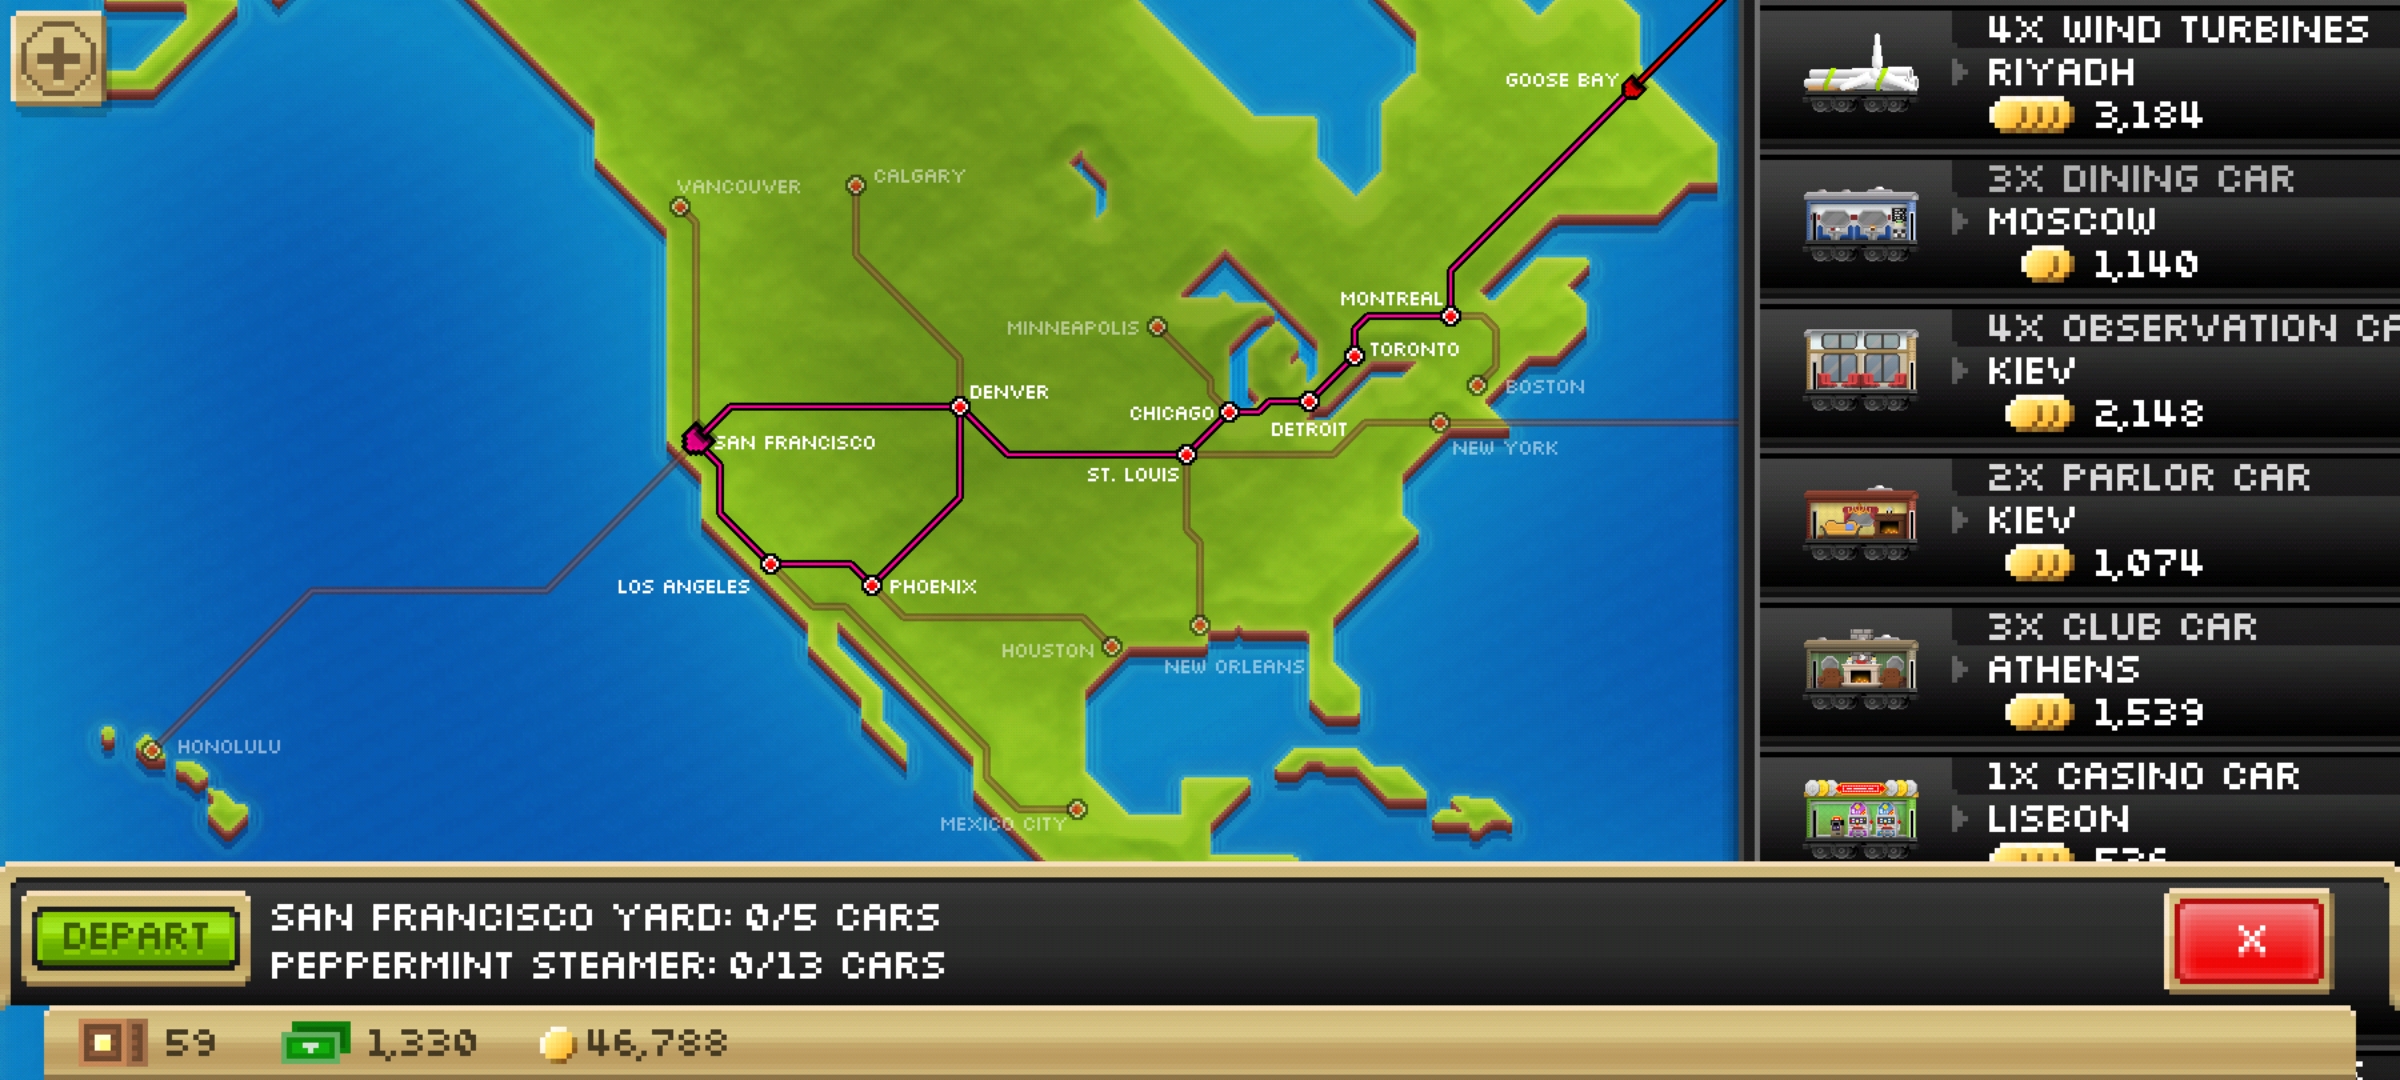 GOOSE BAY
VANCOUVER
CALGARY
MONTREAL
MINNEAPOLIS
TORONTO
BOSTON
DENVER
CHICAGO
DETROIT
NEW YORK
SAN FRANCISCO
ST. LOUIS
LOS ANGELES
PHOENIX
HOUSTON
NEW ORLEANS
HONOLULU
MEXICO CITY
4X WIND TURBINES
RIYADH
3,184
3X DINING CAR
MOSCOW
1,140
4X OBSERVATION CA
KIEV
2,148
2X PARLOR CAR
KIEV
1,074
3X CLUB CAR
ATHENS
1,539
1X CASINO CAR
LISBON
DEPART
SAN FRANCISCO YARD: 0/5 CARS
PEPPERMINT STEAMER: 0/13 CARS
X
59
1,330
46,788